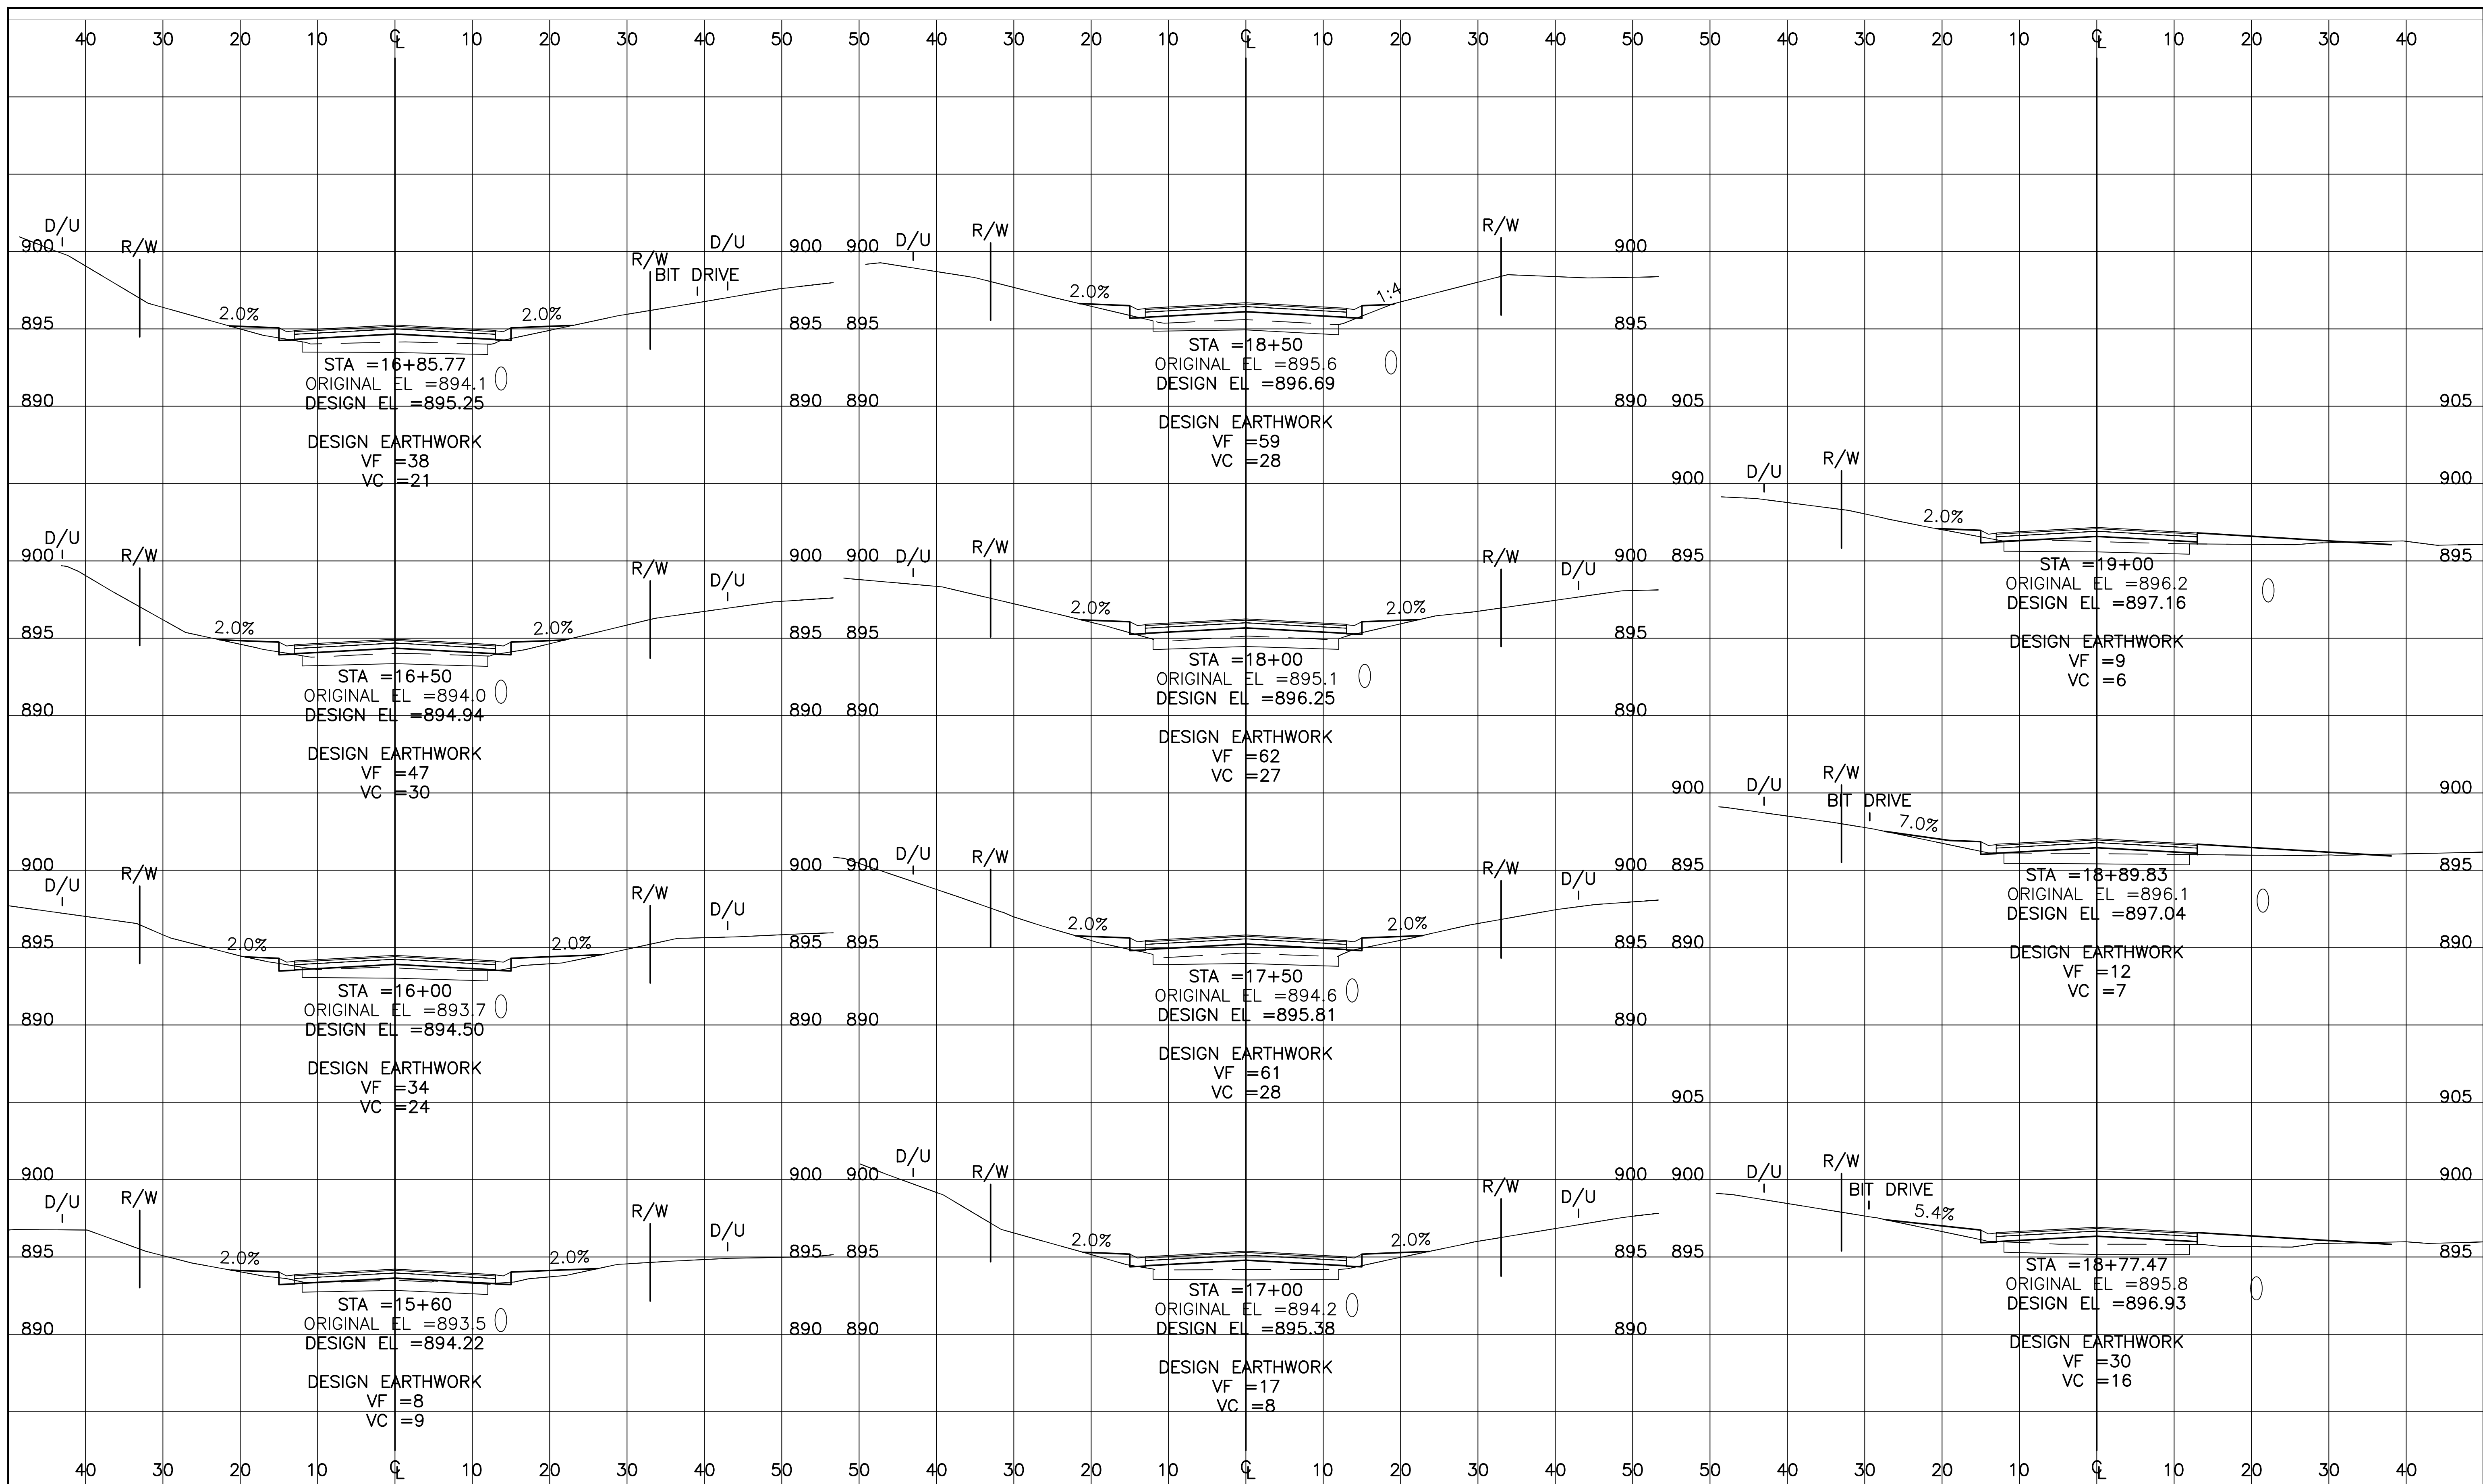 40 30 20 10 CL 10 20 30 40 50 50 40 30 20 10 CL 10 20 30 40 50 50 40 30 20 10 CL 10 20 30 40
D/U
R/W
900
2.0%
2.0%
R/W
BIT DRIVE
D/U
900
895
895
STA =16+85.77
ORIGINAL EL =894.1
DESIGN EL =895.25
890
890
DESIGN EARTHWORK
VF =38
VC =21
D/U
R/W
900
900
2.0%
2.0%
R/W
D/U
895
895
STA =16+50
ORIGINAL EL =894.0
DESIGN EL =894.94
890
890
DESIGN EARTHWORK
VF =47
VC =30
900
900
D/U
R/W
2.0%
2.0%
R/W
D/U
895
895
STA =16+00
ORIGINAL EL =893.7
DESIGN EL =894.50
890
890
DESIGN EARTHWORK
VF =34
VC =24
900
900
D/U
R/W
2.0%
2.0%
R/W
D/U
895
895
STA =15+60
ORIGINAL EL =893.5
DESIGN EL =894.22
890
890
DESIGN EARTHWORK
VF =8
VC =9
900
D/U
R/W
2.0%
1:4
R/W
900
895
895
STA =18+50
ORIGINAL EL =895.6
DESIGN EL =896.69
890
890
DESIGN EARTHWORK
VF =59
VC =28
900
D/U
R/W
2.0%
2.0%
R/W
D/U
900
895
895
STA =18+00
ORIGINAL EL =895.1
DESIGN EL =896.25
890
890
DESIGN EARTHWORK
VF =62
VC =27
900
D/U
R/W
2.0%
2.0%
R/W
D/U
900
895
895
STA =17+50
ORIGINAL EL =894.6
DESIGN EL =895.81
890
890
DESIGN EARTHWORK
VF =61
VC =28
900
D/U
R/W
2.0%
2.0%
R/W
D/U
900
895
895
STA =17+00
ORIGINAL EL =894.2
DESIGN EL =895.38
890
890
DESIGN EARTHWORK
VF =17
VC =8
905
905
900
D/U
R/W
2.0%
900
895
895
STA =19+00
ORIGINAL EL =896.2
DESIGN EL =897.16
DESIGN EARTHWORK
VF =9
VC =6
900
D/U
R/W
BIT DRIVE
7.0%
900
895
895
STA =18+89.83
ORIGINAL EL =896.1
DESIGN EL =897.04
890
890
DESIGN EARTHWORK
VF =12
VC =7
905
905
900
D/U
R/W
BIT DRIVE
5.4%
900
895
895
STA =18+77.47
ORIGINAL EL =895.8
DESIGN EL =896.93
DESIGN EARTHWORK
VF =30
VC =16
40 30 20 10 CL 10 20 30 40 50 50 40 30 20 10 CL 10 20 30 40 50 50 40 30 20 10 CL 10 20 30 40